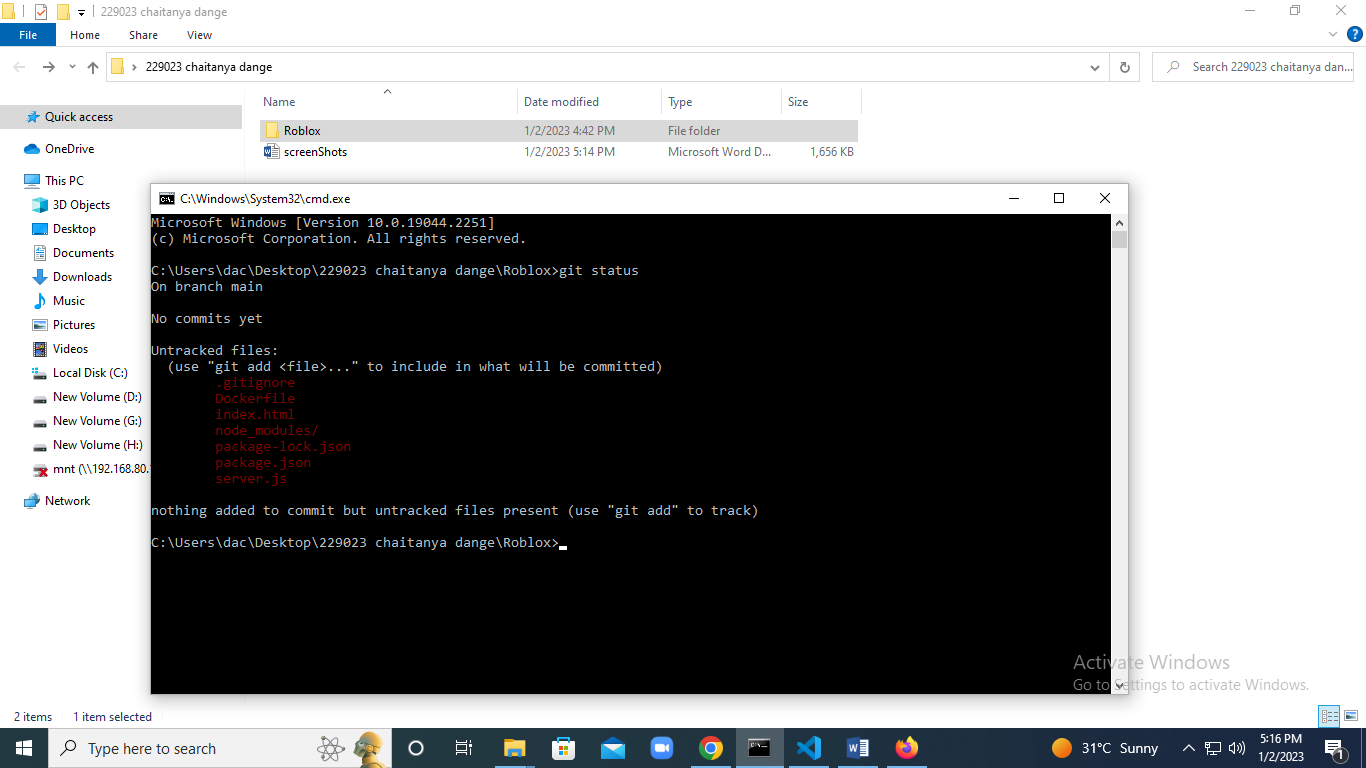 229023 chaitanya dange
File Home Share View
229023 chaitanya dange
Search 229023 chaitanya dan...
Name Date modified Type Size
Quick access
Roblox 1/2/2023 4:42 PM File folder
screenShots 1/2/2023 5:14 PM Microsoft Word D... 1,656 KB
OneDrive
This PC
3D Objects
Desktop
Documents
Downloads
Music
Pictures
Videos
Local Disk (C:)
New Volume (D:)
New Volume (G:)
New Volume (H:)
mnt (\\192.168.80.
Network
C:\Windows\System32\cmd.exe
Microsoft Windows [Version 10.0.19044.2251]
(c) Microsoft Corporation. All rights reserved.
C:\Users\dac\Desktop\229023 chaitanya dange\Roblox>git status
On branch main
No commits yet
Untracked files:
(use "git add <file>..." to include in what will be committed)
.gitignore
Dockerfile
index.html
node_modules/
package-lock.json
package.json
server.js
nothing added to commit but untracked files present (use "git add" to track)
C:\Users\dac\Desktop\229023 chaitanya dange\Roblox>
Activate Windows
Go to Settings to activate Windows.
2 items 1 item selected
Type here to search
31°C Sunny
5:16 PM
1/2/2023
1